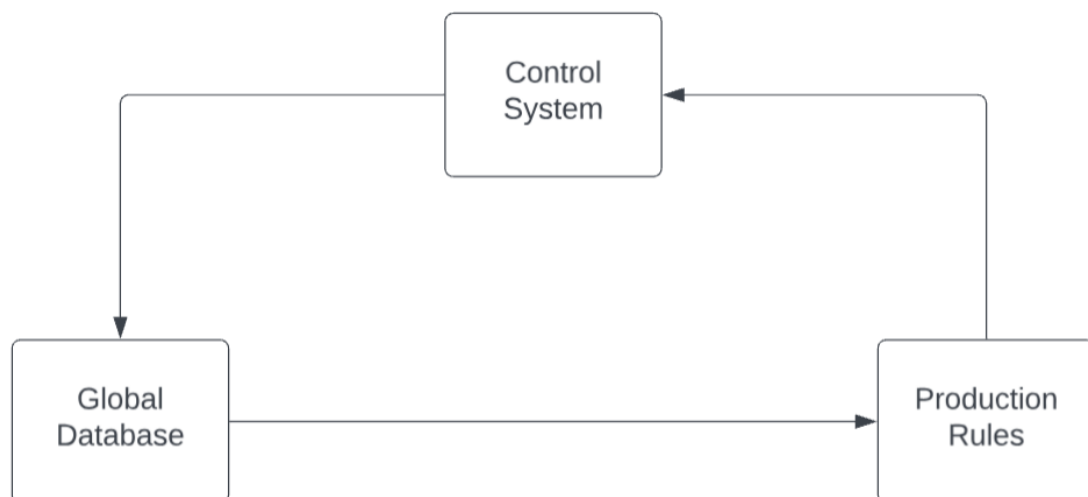 Control
System
Global
Database
Production
Rules